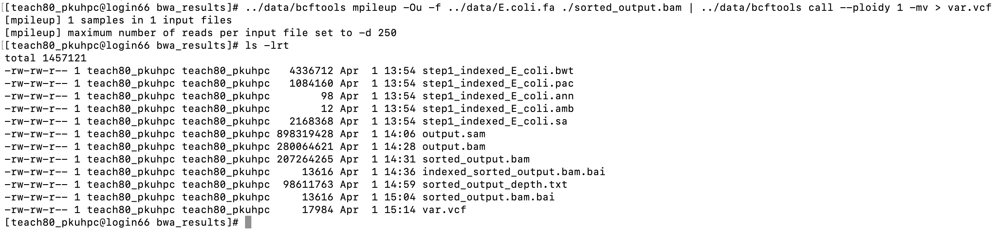 [[teach80_pkuhpc@login66 bwa_results]# ../data/bcftools mpileup -Ou -f ../data/E.coli.fa ./sorted_output.bam | ../data/bcftools call --ploidy 1 -mv > var.vcf
[mpileup] 1 samples in 1 input files
[mpileup] maximum number of reads per input file set to -d 250
[[teach80_pkuhpc@login66 bwa_results]# ls -lrt
total 1457121
-rw-rw-r-- 1 teach80_pkuhpc teach80_pkuhpc   4336712 Apr  1 13:54 step1_indexed_E_coli.bwt
-rw-rw-r-- 1 teach80_pkuhpc teach80_pkuhpc   1084160 Apr  1 13:54 step1_indexed_E_coli.pac
-rw-rw-r-- 1 teach80_pkuhpc teach80_pkuhpc        98 Apr  1 13:54 step1_indexed_E_coli.ann
-rw-rw-r-- 1 teach80_pkuhpc teach80_pkuhpc        12 Apr  1 13:54 step1_indexed_E_coli.amb
-rw-rw-r-- 1 teach80_pkuhpc teach80_pkuhpc   2168368 Apr  1 13:54 step1_indexed_E_coli.sa
-rw-rw-r-- 1 teach80_pkuhpc teach80_pkuhpc 898319428 Apr  1 14:06 output.sam
-rw-rw-r-- 1 teach80_pkuhpc teach80_pkuhpc 280064621 Apr  1 14:28 output.bam
-rw-rw-r-- 1 teach80_pkuhpc teach80_pkuhpc 207264265 Apr  1 14:31 sorted_output.bam
-rw-rw-r-- 1 teach80_pkuhpc teach80_pkuhpc     13616 Apr  1 14:36 indexed_sorted_output.bam.bai
-rw-rw-r-- 1 teach80_pkuhpc teach80_pkuhpc  98611763 Apr  1 14:59 sorted_output_depth.txt
-rw-rw-r-- 1 teach80_pkuhpc teach80_pkuhpc     13616 Apr  1 15:04 sorted_output.bam.bai
-rw-rw-r-- 1 teach80_pkuhpc teach80_pkuhpc     17984 Apr  1 15:14 var.vcf
[teach80_pkuhpc@login66 bwa_results]#